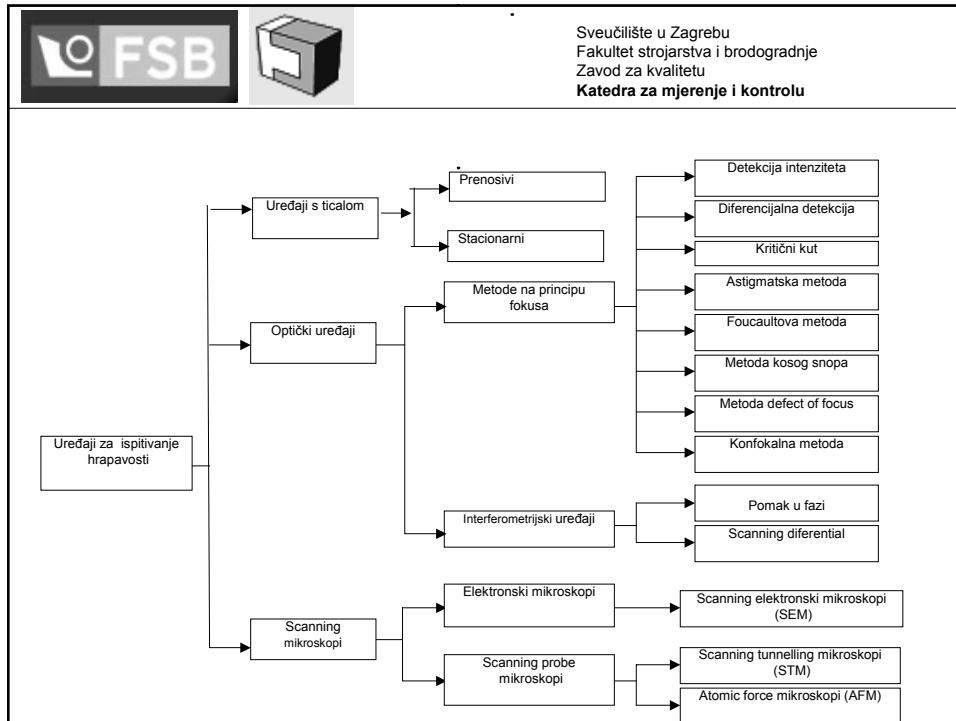 FSB
Sveučilište u Zagrebu
Fakultet strojarstva i brodogradnje
Zavod za kvalitetu
Katedra za mjerenje i kontrolu
Uređaji za ispitivanje
hrapavosti
Uređaji s ticalom
Prenosivi
Stacionarni
Optički uređaji
Metode na principu
fokusa
Detekcija intenziteta
Diferencijalna detekcija
Kritični kut
Astigmatska metoda
Foucaultova metoda
Metoda kosog snopa
Metoda defect of focus
Konfokalna metoda
Interferometrijski uređaji
Pomak u fazi
Scanning diferential
Scanning
mikroskopi
Elektronski mikroskopi
Scanning elektronski mikroskopi
(SEM)
Scanning probe
mikroskopi
Scanning tunnelling mikroskopi
(STM)
Atomic force mikroskopi (AFM)